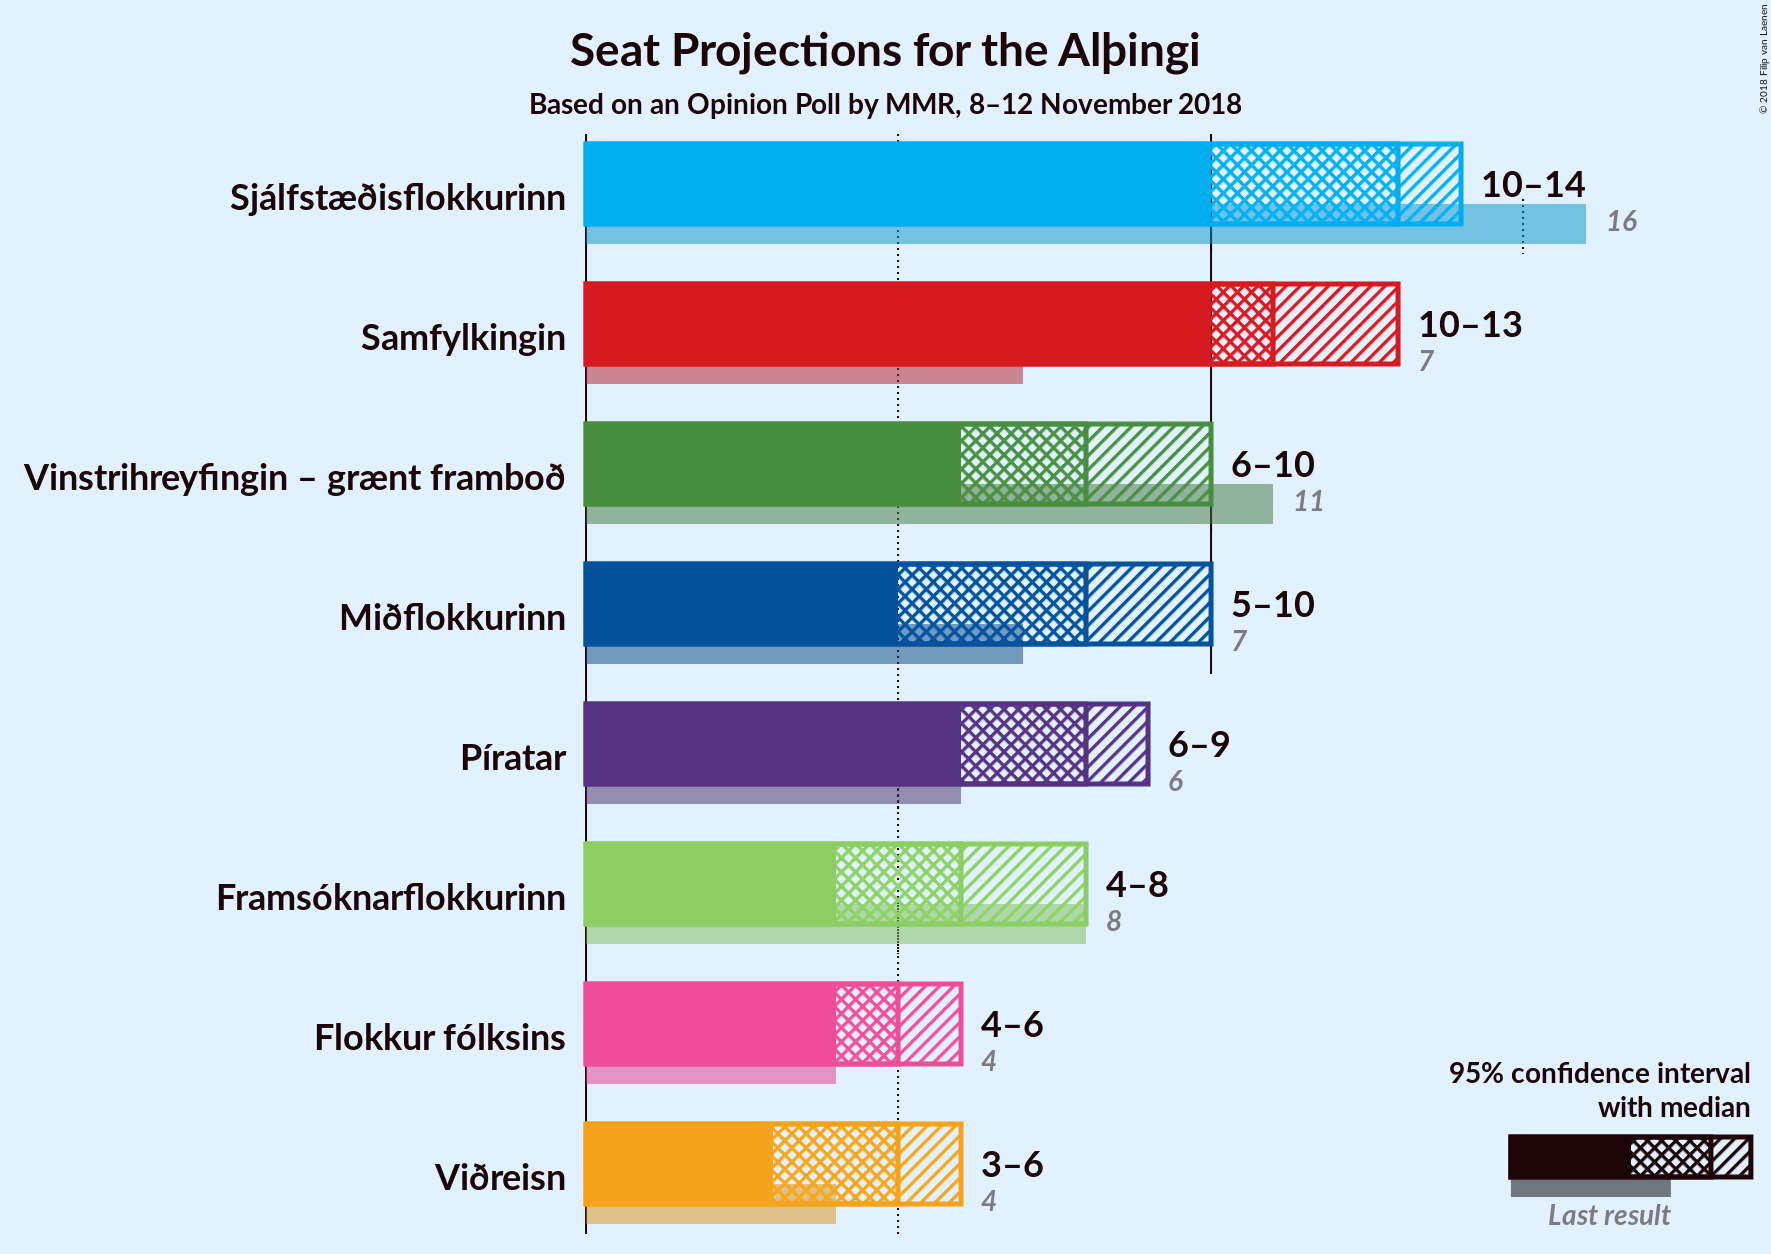 Seat Projections for the Alþingi
Based on an Opinion Poll by MMR, 8–12 November 2018
© 2018 Filip van Laenen
Sjálfstæðisflokkurinn
10–14
16
Samfylkingin
10–13
7
Vinstrihreyfingin – grænt framboð
6–10
11
Miðflokkurinn
5–10
7
Píratar
6–9
6
Framsóknarflokkurinn
4–8
8
Flokkur fólksins
4–6
4
Viðreisn
3–6
4
95% confidence interval
with median
Last result